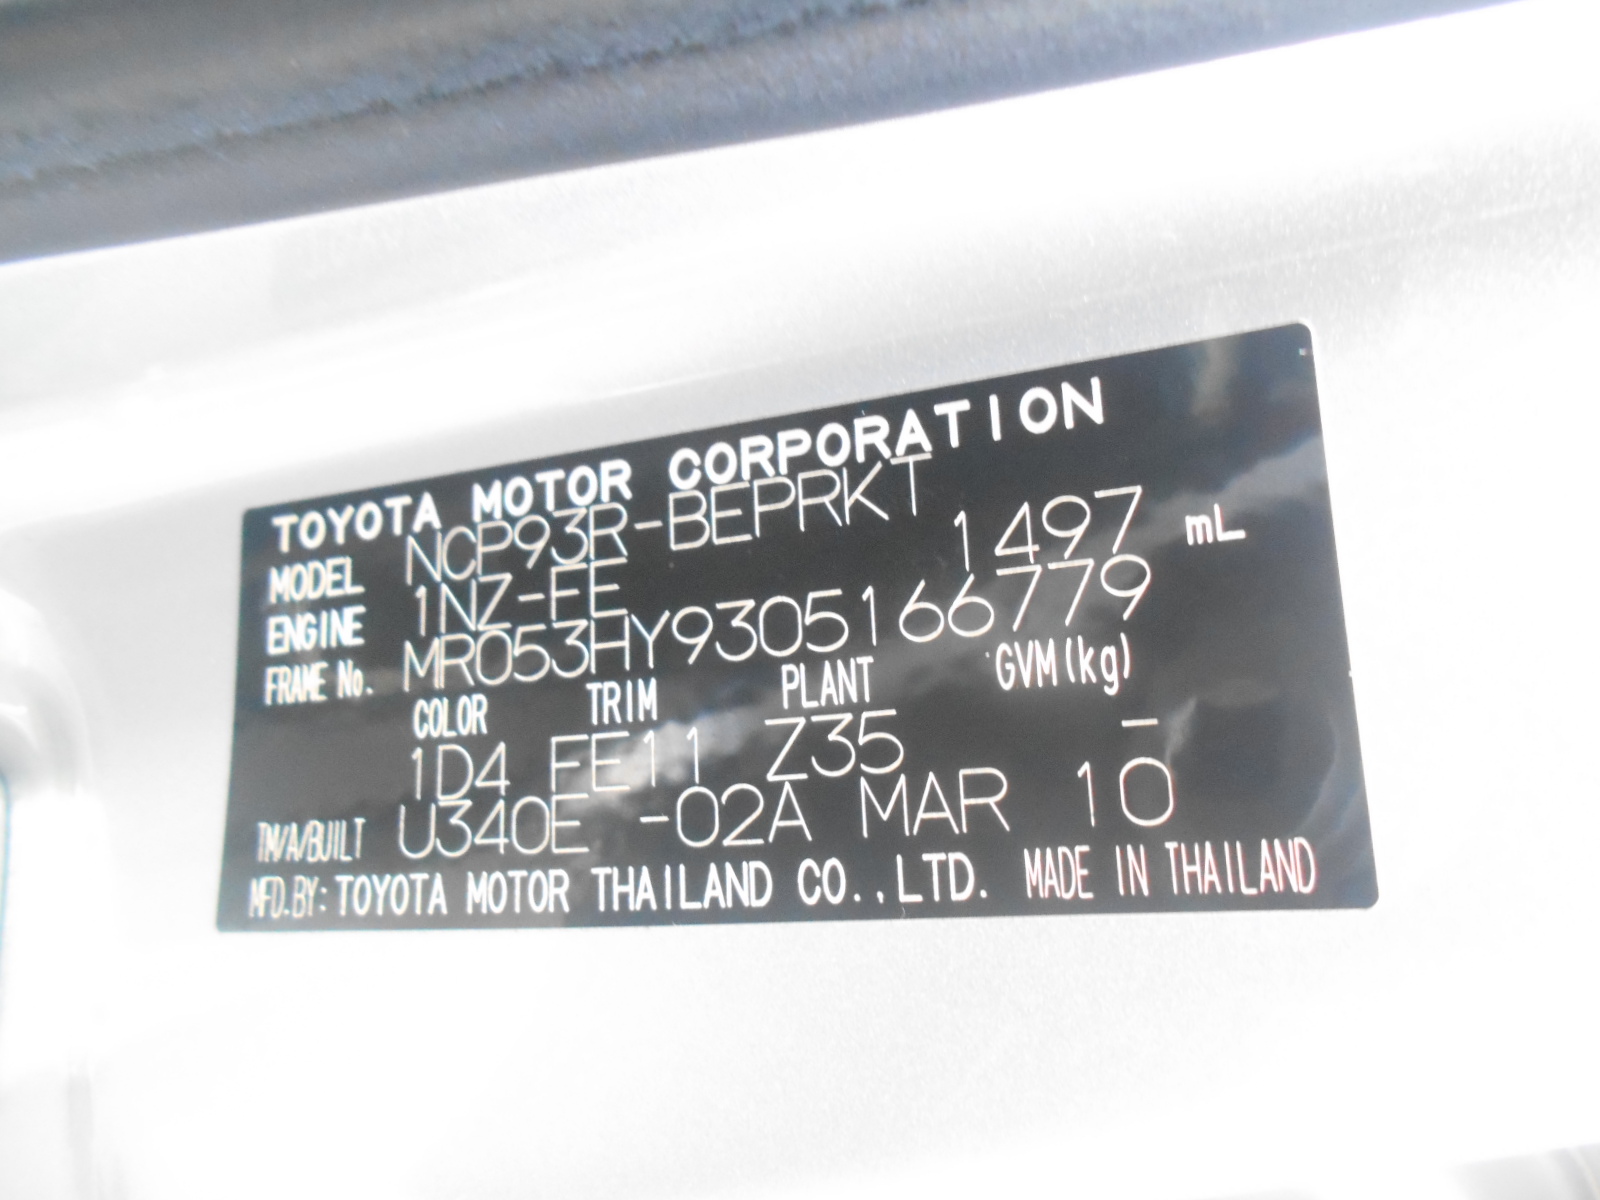 TOYOTA MOTOR CORPORATION
MODEL NCP93R-BEPRKT
ENGINE 1NZ-FE 1497 mL
FRAME No. MR053HY9305166779
COLOR TRIM PLANT GVM(kg)
1D4 FE11 Z35 –
TM/A/BUILT U340E -02A MAR 10
MFD.BY: TOYOTA MOTOR THAILAND CO.,LTD. MADE IN THAILAND